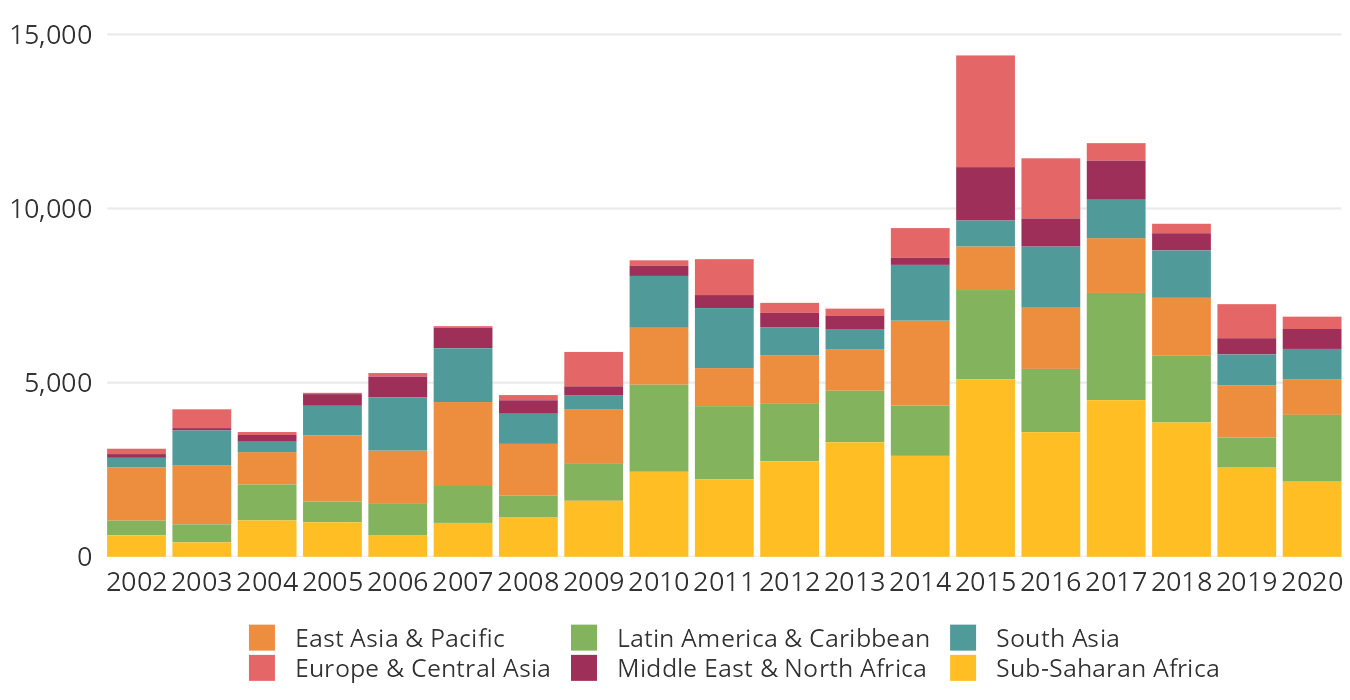 15,000
10,000
5,000
0
2002 2003 2004 2005 2006 2007 2008 2009 2010 2011 2012 2013 2014 2015 2016 2017 2018 2019 2020
East Asia & Pacific Latin America & Caribbean South Asia
Europe & Central Asia Middle East & North Africa Sub-Saharan Africa